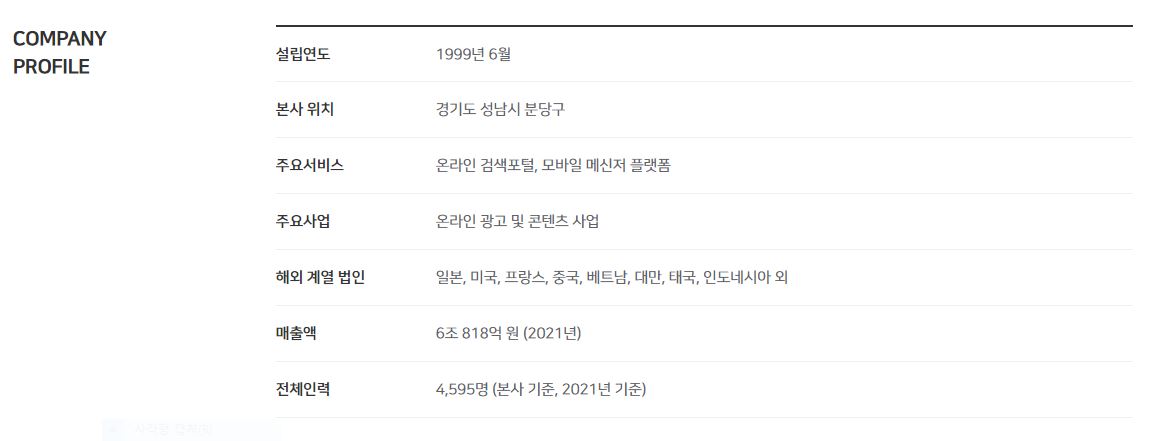 COMPANY
PROFILE
설립연도 1999년 6월
본사 위치 경기도 성남시 분당구
주요서비스 온라인 검색포털, 모바일 메신저 플랫폼
주요사업 온라인 광고 및 콘텐츠 사업
해외 계열 법인 일본, 미국, 프랑스, 중국, 베트남, 대만, 태국, 인도네시아 외
매출액 6조 818억 원 (2021년)
전체인력 4,595명 (본사 기준, 2021년 기준)